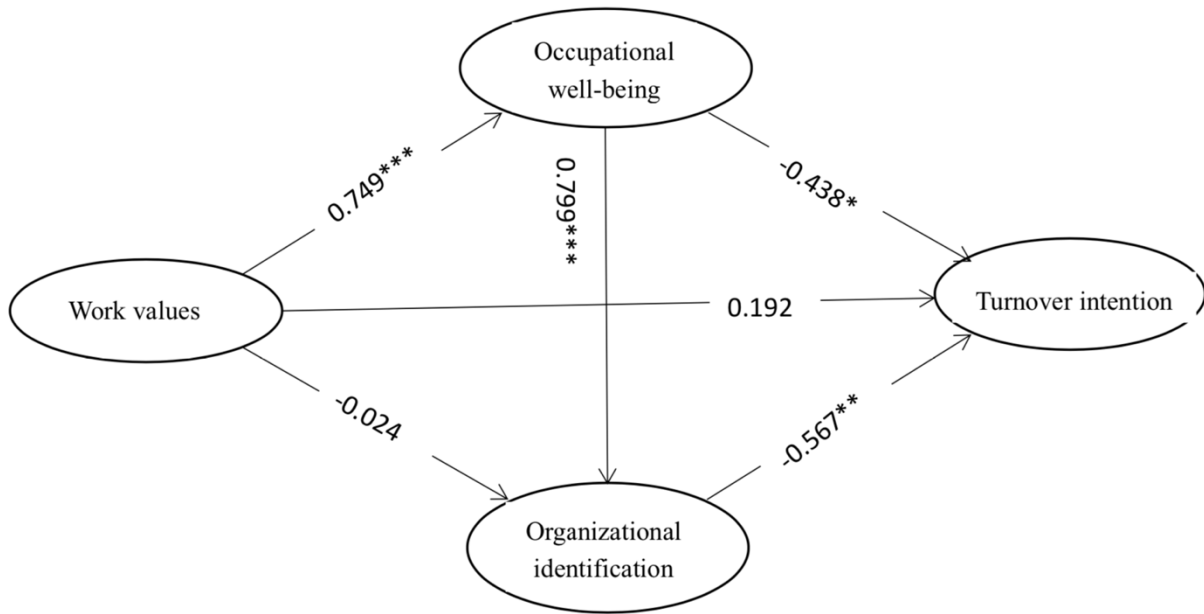 Occupational
well-being
0.749***
0.799***
-0.438*
Work values
0.192
Turnover intention
-0.024
-0.567**
Organizational
identification